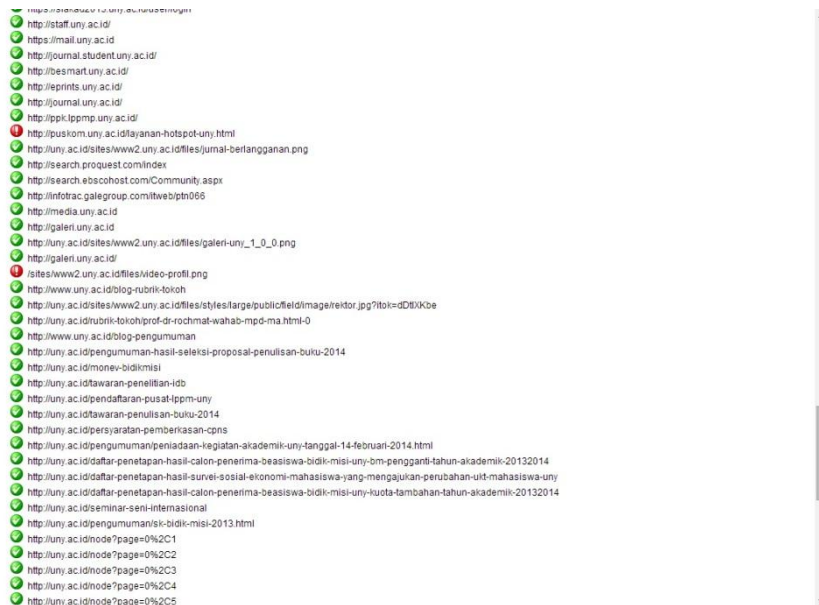 https://siakad2013.uny.ac.id/user/login
http://staff.uny.ac.id/
https://mail.uny.ac.id
http://journal.student.uny.ac.id/
http://besmart.uny.ac.id/
http://eprints.uny.ac.id/
http://journal.uny.ac.id/
http://ppk.lppmp.uny.ac.id/
http://puskom.uny.ac.id/layanan-hotspot-uny.html
http://uny.ac.id/sites/www2.uny.ac.id/files/jurnal-berlangganan.png
http://search.proquest.com/index
http://search.ebscohost.com/Community.aspx
http://infotrac.galegroup.com/itweb/ptn066
http://media.uny.ac.id
http://galeri.uny.ac.id
http://uny.ac.id/sites/www2.uny.ac.id/files/galeri-uny_1_0_0.png
http://galeri.uny.ac.id/
/sites/www2.uny.ac.id/files/video-profil.png
http://www.uny.ac.id/blog-rubrik-tokoh
http://uny.ac.id/sites/www2.uny.ac.id/files/styles/large/public/field/image/rektor.jpg?itok=dDtlXKbe
http://uny.ac.id/rubrik-tokoh/prof-dr-rochmat-wahab-mpd-ma.html-0
http://www.uny.ac.id/blog-pengumuman
http://uny.ac.id/pengumuman-hasil-seleksi-proposal-penulisan-buku-2014
http://uny.ac.id/monev-bidikmisi
http://uny.ac.id/tawaran-penelitian-idb
http://uny.ac.id/pendaftaran-pusat-lppm-uny
http://uny.ac.id/tawaran-penulisan-buku-2014
http://uny.ac.id/persyaratan-pemberkasan-cpns
http://uny.ac.id/pengumuman/peniadaan-kegiatan-akademik-uny-tanggal-14-februari-2014.html
http://uny.ac.id/daftar-penetapan-hasil-calon-penerima-beasiswa-bidik-misi-uny-bm-pengganti-tahun-akademik-20132014
http://uny.ac.id/daftar-penetapan-hasil-survei-sosial-ekonomi-mahasiswa-yang-mengajukan-perubahan-ukt-mahasiswa-uny
http://uny.ac.id/daftar-penetapan-hasil-calon-penerima-beasiswa-bidik-misi-uny-kuota-tambahan-tahun-akademik-20132014
http://uny.ac.id/seminar-seni-internasional
http://uny.ac.id/pengumuman/sk-bidik-misi-2013.html
http://uny.ac.id/node?page=0%2C1
http://uny.ac.id/node?page=0%2C2
http://uny.ac.id/node?page=0%2C3
http://uny.ac.id/node?page=0%2C4
http://uny.ac.id/node?page=0%2C5